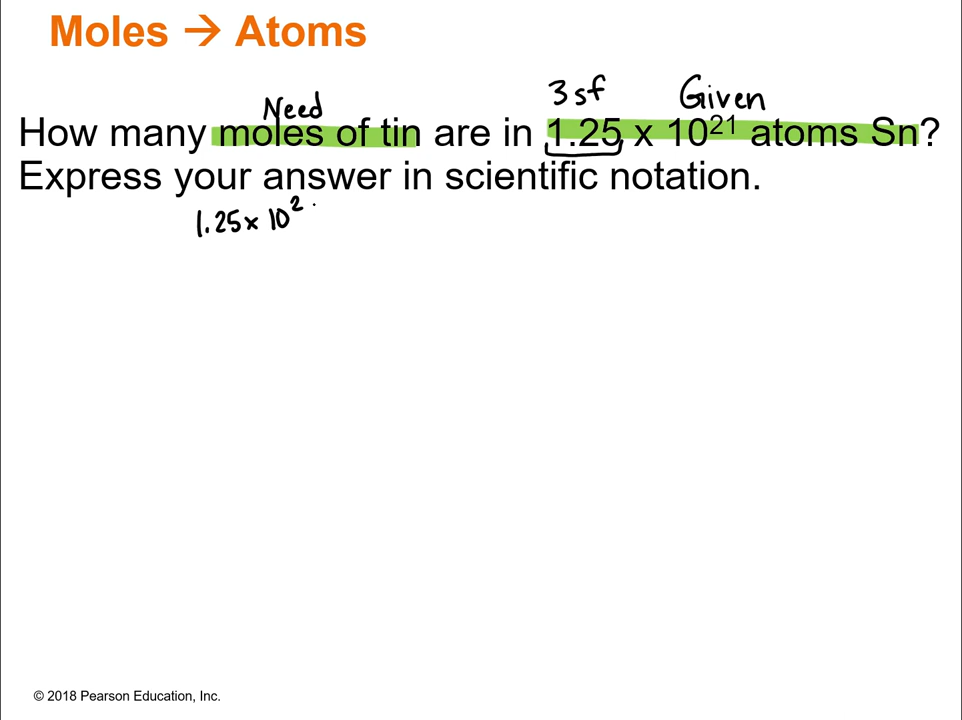 Moles → Atoms
3 sf Given
Need
How many moles of tin are in 1.25 x 10²¹ atoms Sn?
Express your answer in scientific notation.
1.25 x 10²
© 2018 Pearson Education, Inc.